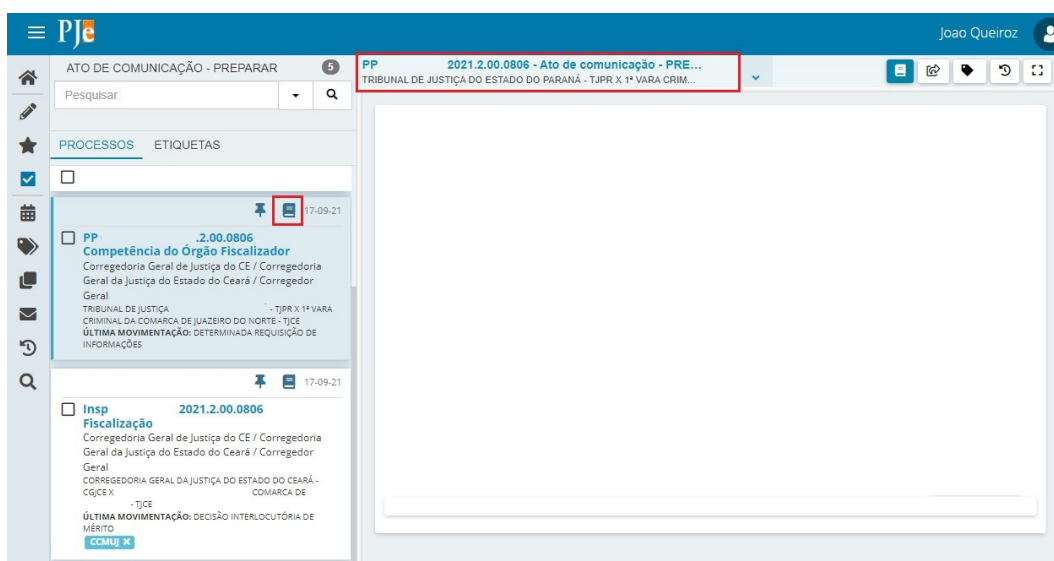 PJe
Joao Queiroz
ATO DE COMUNICAÇÃO - PREPARAR 5
Pesquisar
PROCESSOS ETIQUETAS
17-09-21
PP .2.00.0806
Competência do Órgão Fiscalizador
Corregedoria Geral de Justiça do CE / Corregedoria
Geral da Justiça do Estado do Ceará / Corregedor
Geral
TRIBUNAL DE JUSTIÇA - TJPR X 1ª VARA
CRIMINAL DA COMARCA DE JUAZEIRO DO NORTE - TJCE
ÚLTIMA MOVIMENTAÇÃO: DETERMINADA REQUISIÇÃO DE
INFORMAÇÕES
17-09-21
Insp 2021.2.00.0806
Fiscalização
Corregedoria Geral de Justiça do CE / Corregedoria
Geral da Justiça do Estado do Ceará / Corregedor
Geral
CORREGEDORIA GERAL DA JUSTIÇA DO ESTADO DO CEARÁ -
CGJCE X COMARCA DE
- TJCE
ÚLTIMA MOVIMENTAÇÃO: DECISÃO INTERLOCUTÓRIA DE
MÉRITO
CCMUJ ×
PP 2021.2.00.0806 - Ato de comunicação - PRE...
TRIBUNAL DE JUSTIÇA DO ESTADO DO PARANÁ - TJPR X 1ª VARA CRIM...